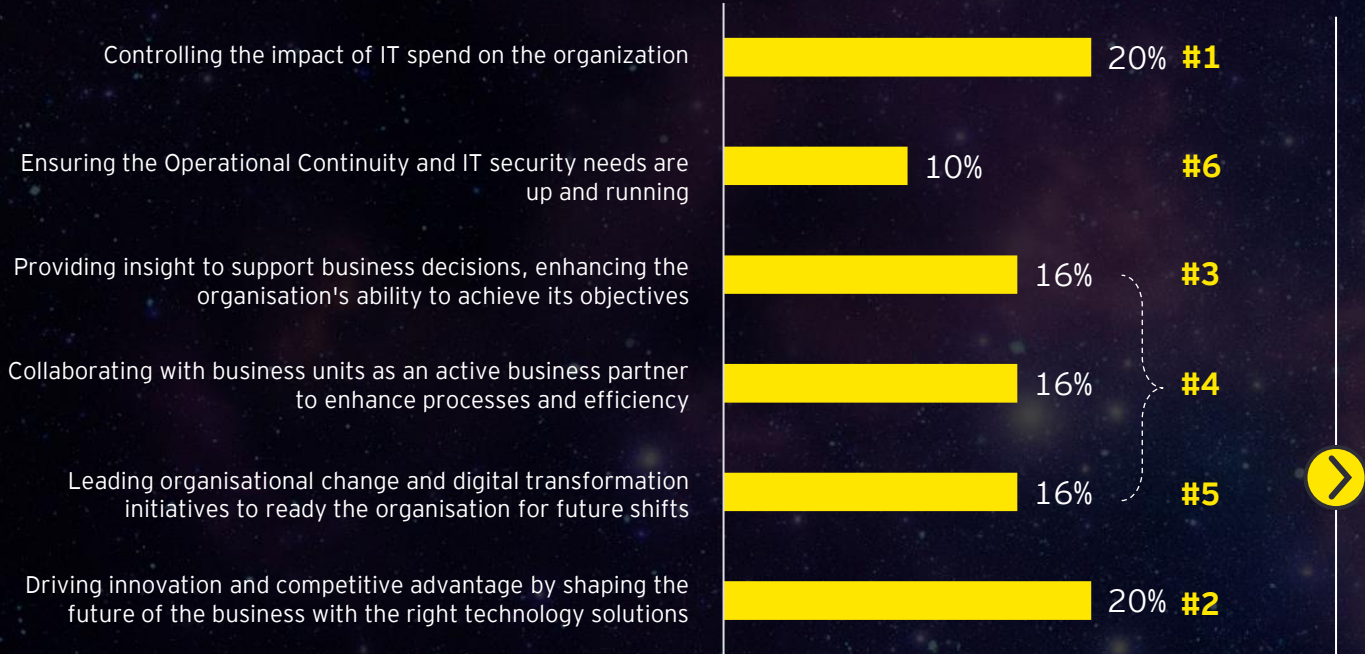 Controlling the impact of IT spend on the organization
20% #1
Ensuring the Operational Continuity and IT security needs are
up and running
10% #6
Providing insight to support business decisions, enhancing the
organisation's ability to achieve its objectives
16% #3
Collaborating with business units as an active business partner
to enhance processes and efficiency
16% #4
Leading organisational change and digital transformation
initiatives to ready the organisation for future shifts
16% #5
Driving innovation and competitive advantage by shaping the
future of the business with the right technology solutions
20% #2